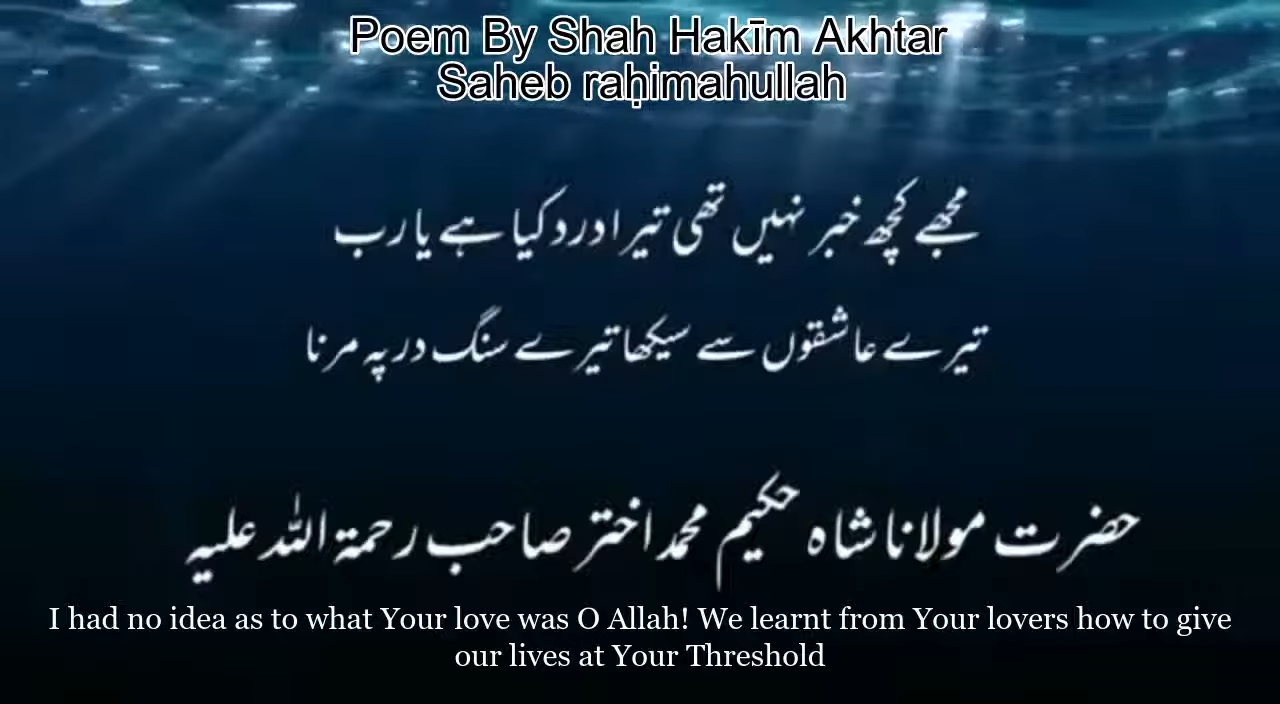 Poem By Shah Hakīm Akhtar
Saheb raḥimahullah
مجھے کچھ خبر نہیں تھی تیرا درد کیا ہے یا رب
تیرے عاشقوں سے سیکھا تیرے سنگ در پہ مرنا
حضرت مولانا شاہ حکیم محمد اختر صاحب رحمۃ اللہ علیہ
I had no idea as to what Your love was O Allah! We learnt from Your lovers how to give
our lives at Your Threshold